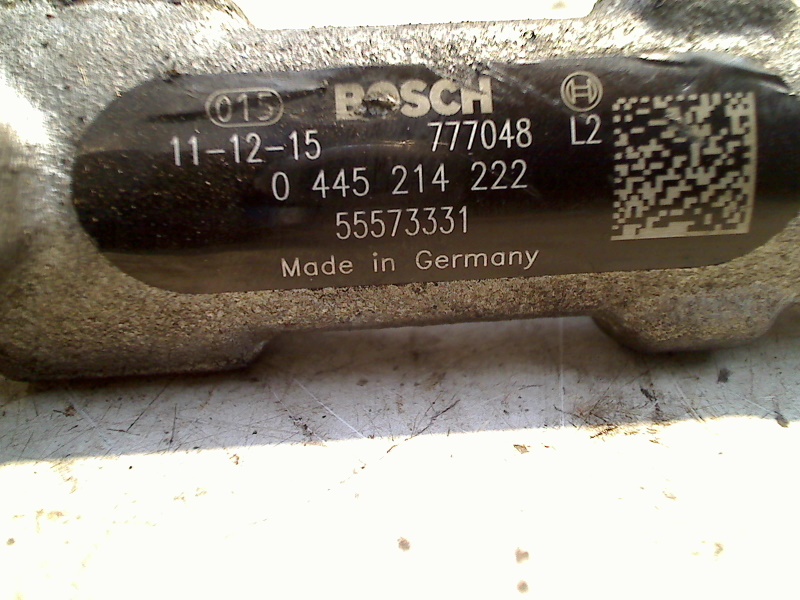 015 BOSCH
11-12-15 777048 L2
0 445 214 222
55573331
Made in Germany